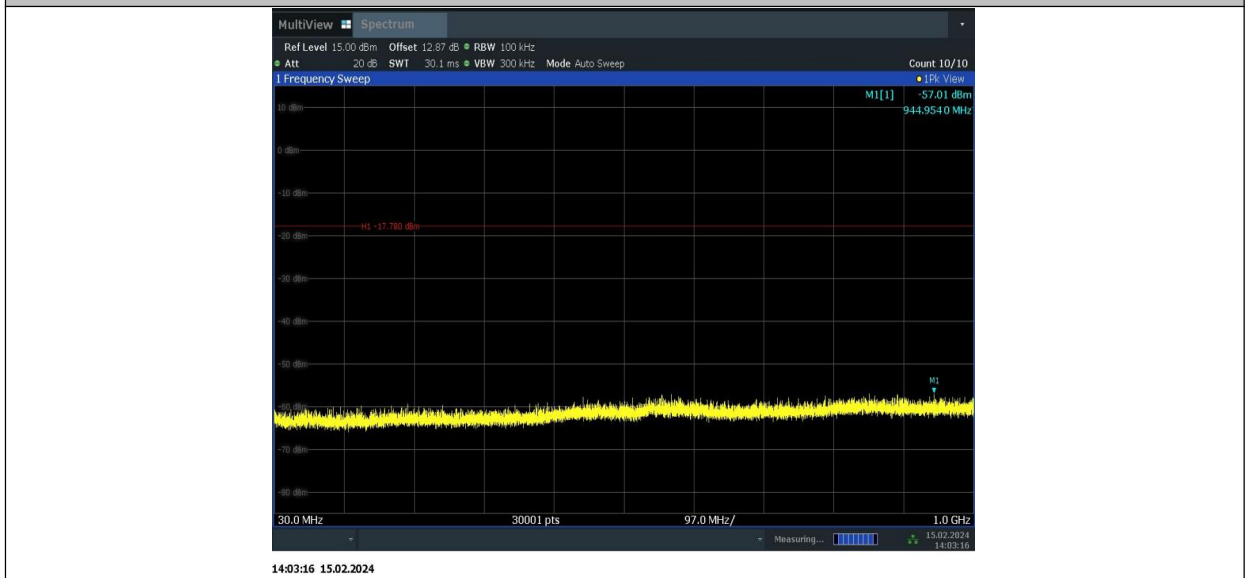 MultiView Spectrum
Ref Level 15.00 dBm Offset 12.87 dB RBW 100 kHz
Att 20 dB SWT 30.1 ms VBW 300 kHz Mode Auto Sweep Count 10/10
1 Frequency Sweep 1Pk View
M1[1] -57.01 dBm
10 dBm 944.9540 MHz
0 dBm
-10 dBm
H1 -17.780 dBm
-20 dBm
-30 dBm
-40 dBm
-50 dBm
M1
-60 dBm
-70 dBm
-80 dBm
30.0 MHz 30001 pts 97.0 MHz/ 1.0 GHz
Measuring... 15.02.2024
14:03:16
14:03:16 15.02.2024